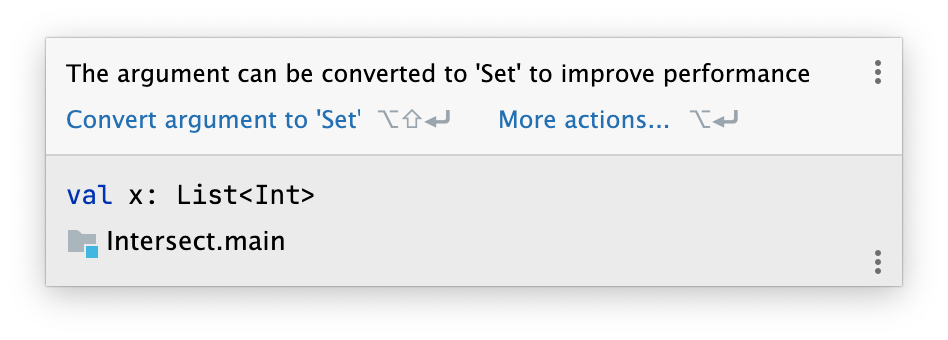 The argument can be converted to 'Set' to improve performance
Convert argument to 'Set' ⌥⇧↵ More actions... ⌥↵
val x: List<Int>
Intersect.main